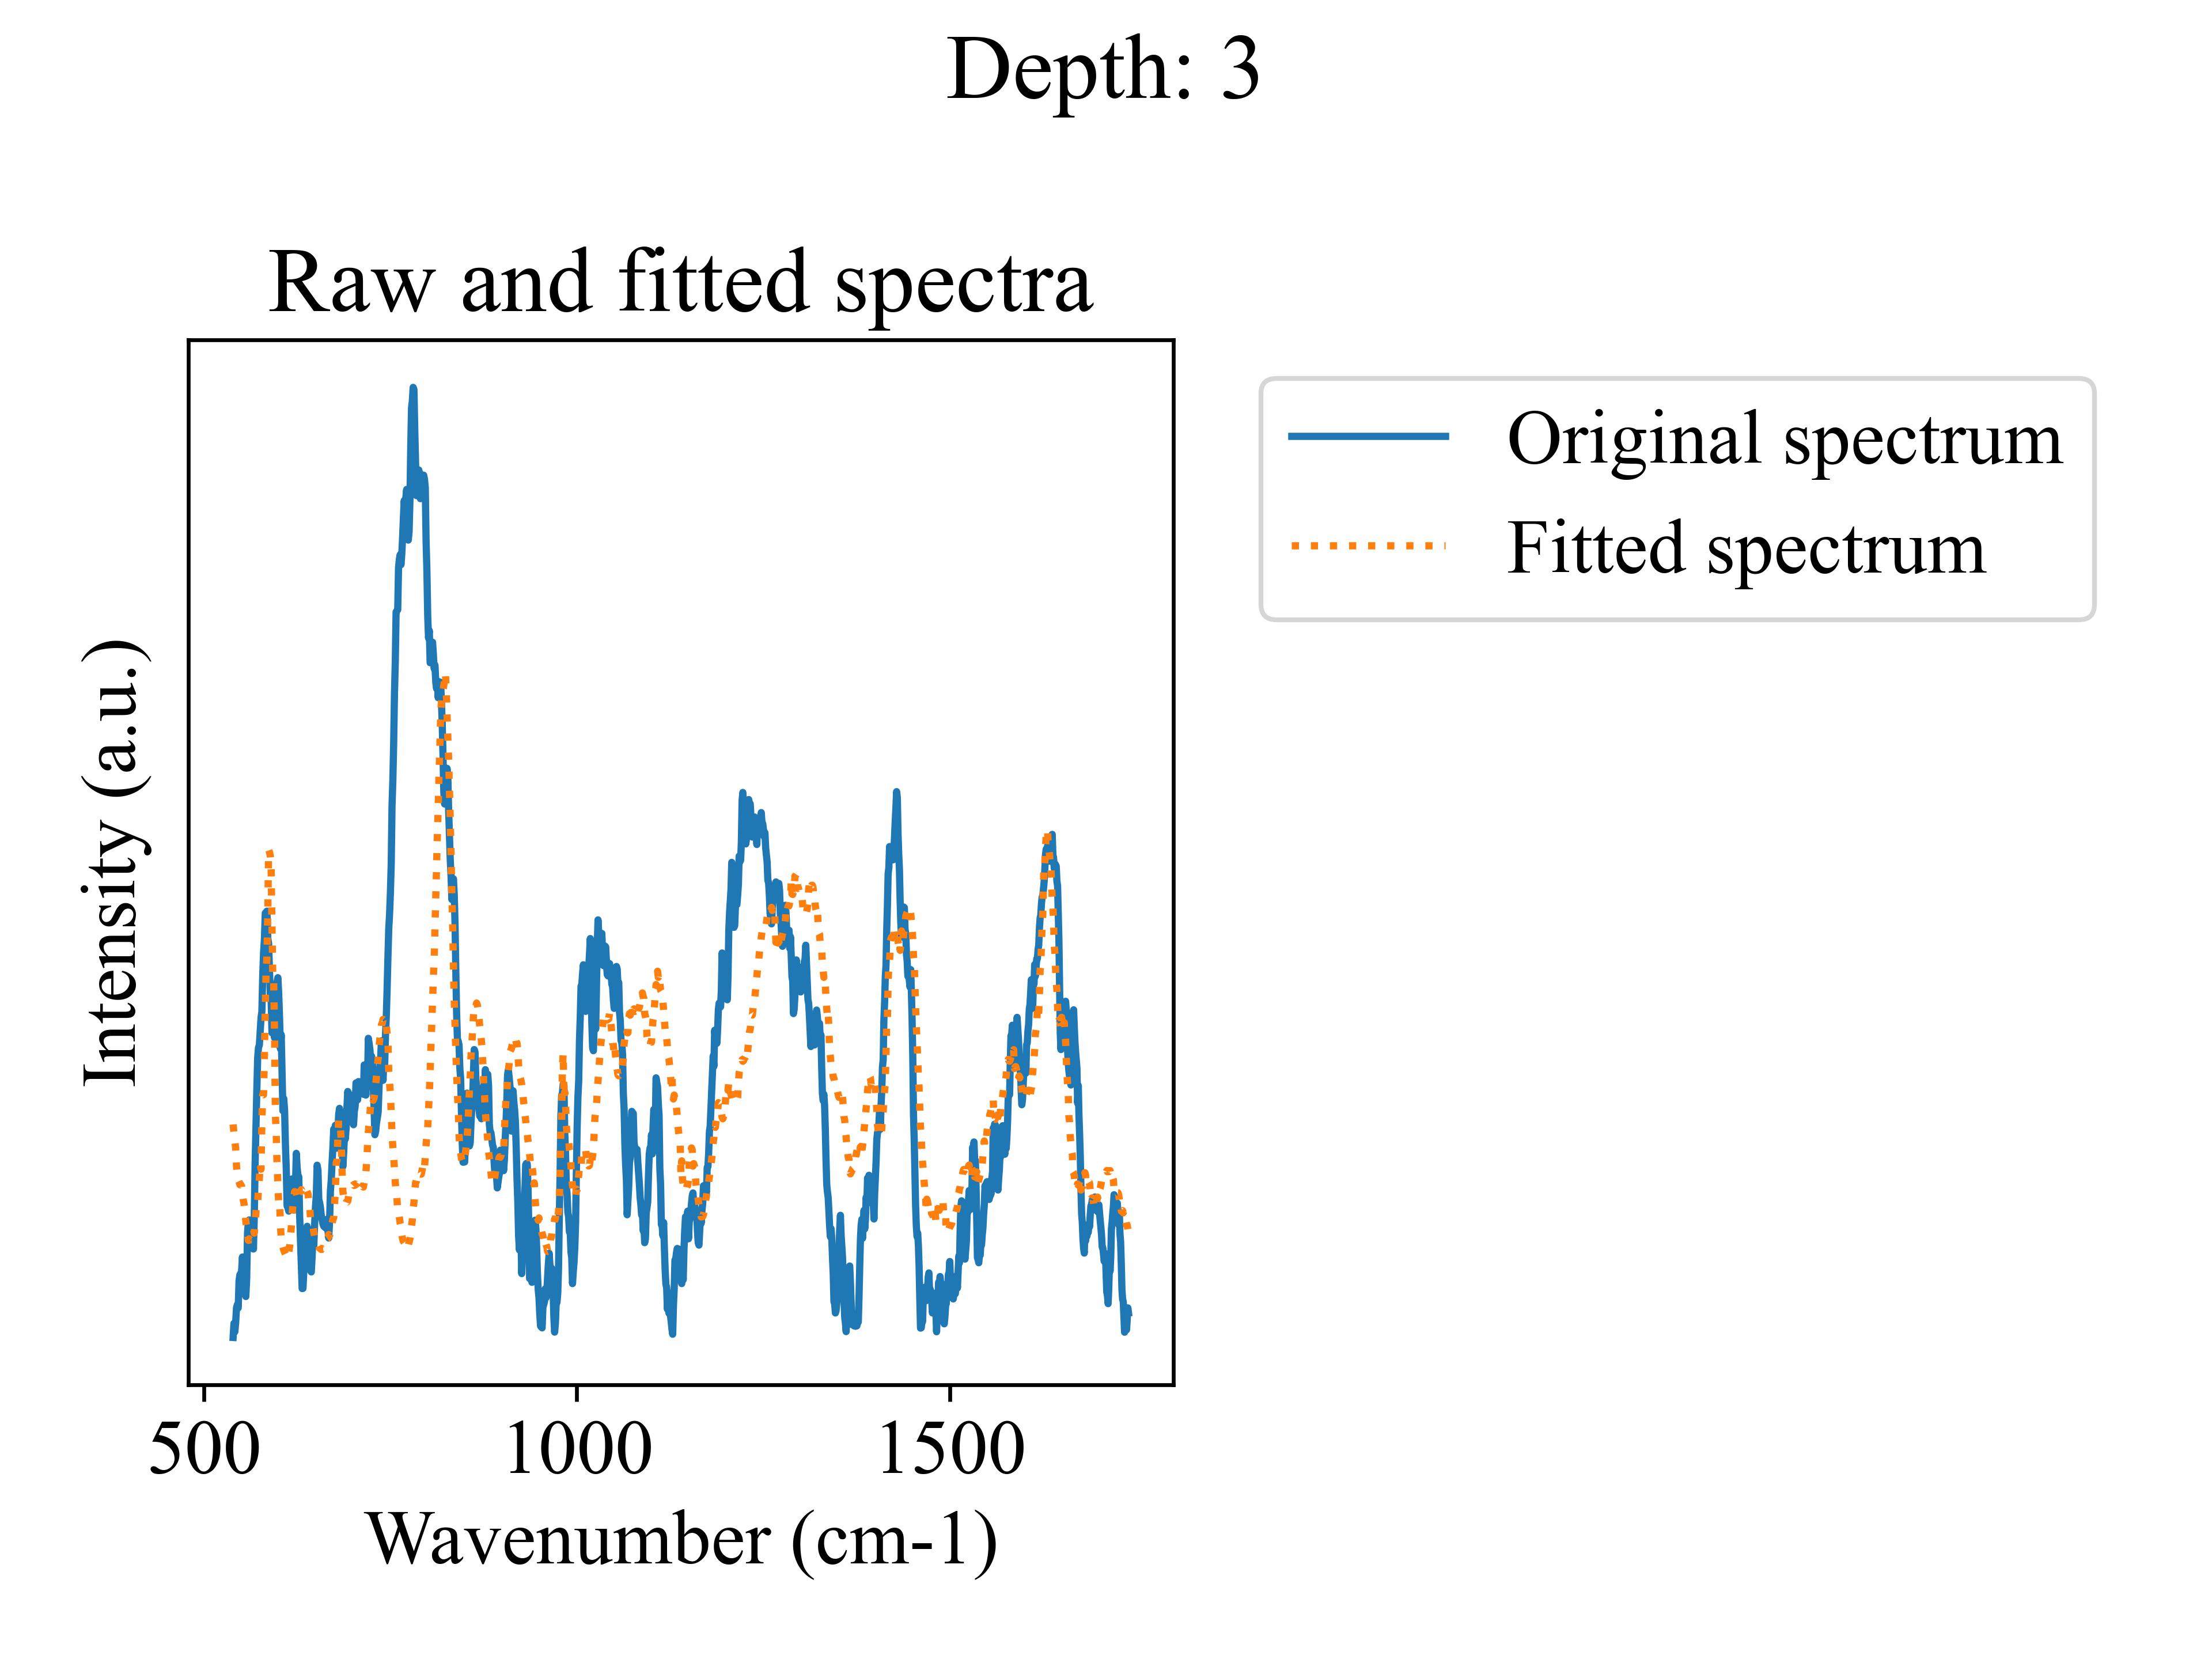 Depth: 3
Raw and fitted spectra
Original spectrum
Fitted spectrum
Intensity (a.u.)
500 1000 1500
Wavenumber (cm-1)